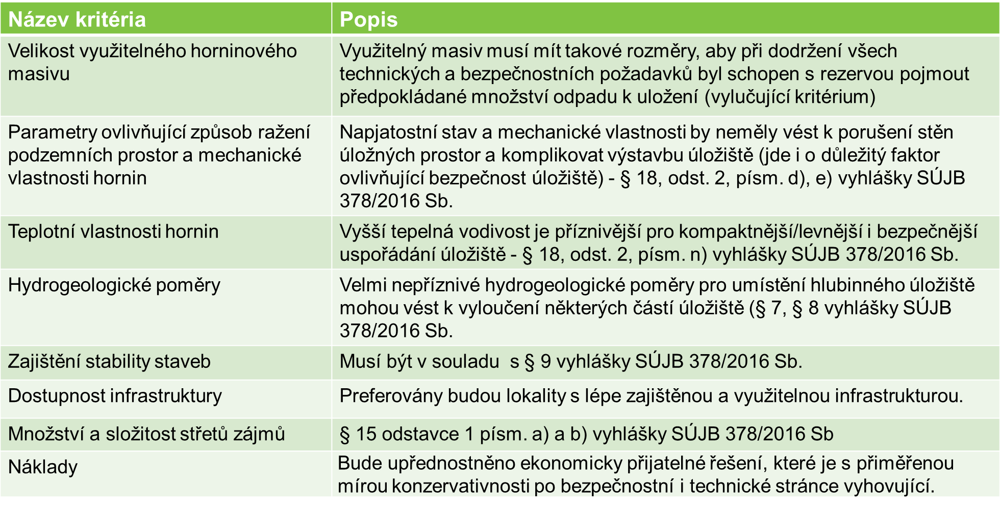 Název kritéria
Popis
Velikost využitelného horninového
masivu
Využitelný masiv musí mít takové rozměry, aby při dodržení všech
technických a bezpečnostních požadavků byl schopen s rezervou pojmout
předpokládané množství odpadu k uložení (vylučující kritérium)
Parametry ovlivňující způsob ražení
podzemních prostor a mechanické
vlastnosti hornin
Napjatostní stav a mechanické vlastnosti by neměly vést k porušení stěn
úložných prostor a komplikovat výstavbu úložiště (jde i o důležitý faktor
ovlivňující bezpečnost úložiště) - § 18, odst. 2, písm. d), e) vyhlášky SÚJB
378/2016 Sb.
Teplotní vlastnosti hornin
Vyšší tepelná vodivost je příznivější pro kompaktnější/levnější i bezpečnější
uspořádání úložiště - § 18, odst. 2, písm. n) vyhlášky SÚJB 378/2016 Sb.
Hydrogeologické poměry
Velmi nepříznivé hydrogeologické poměry pro umístění hlubinného úložiště
mohou vést k vyloučení některých částí úložiště (§ 7, § 8 vyhlášky SÚJB
378/2016 Sb.
Zajištění stability staveb
Musí být v souladu  s § 9 vyhlášky SÚJB 378/2016 Sb.
Dostupnost infrastruktury
Preferovány budou lokality s lépe zajištěnou a využitelnou infrastrukturou.
Množství a složitost střetů zájmů
§ 15 odstavce 1 písm. a) a b) vyhlášky SÚJB 378/2016 Sb
Náklady
Bude upřednostněno ekonomicky přijatelné řešení, které je s přiměřenou
mírou konzervativnosti po bezpečnostní i technické stránce vyhovující.